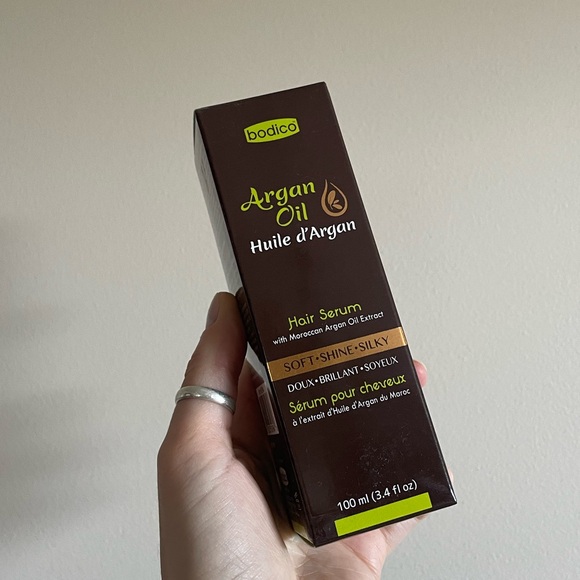 bodico
Argan
Oil
Huile d'Argan
Hair Serum
with Moroccan Argan Oil Extract
SOFT•SHINE•SILKY
DOUX•BRILLANT•SOYEUX
Sérum pour cheveux
à l'extrait d'Huile d'Argan du Maroc
100 ml (3.4 fl oz)